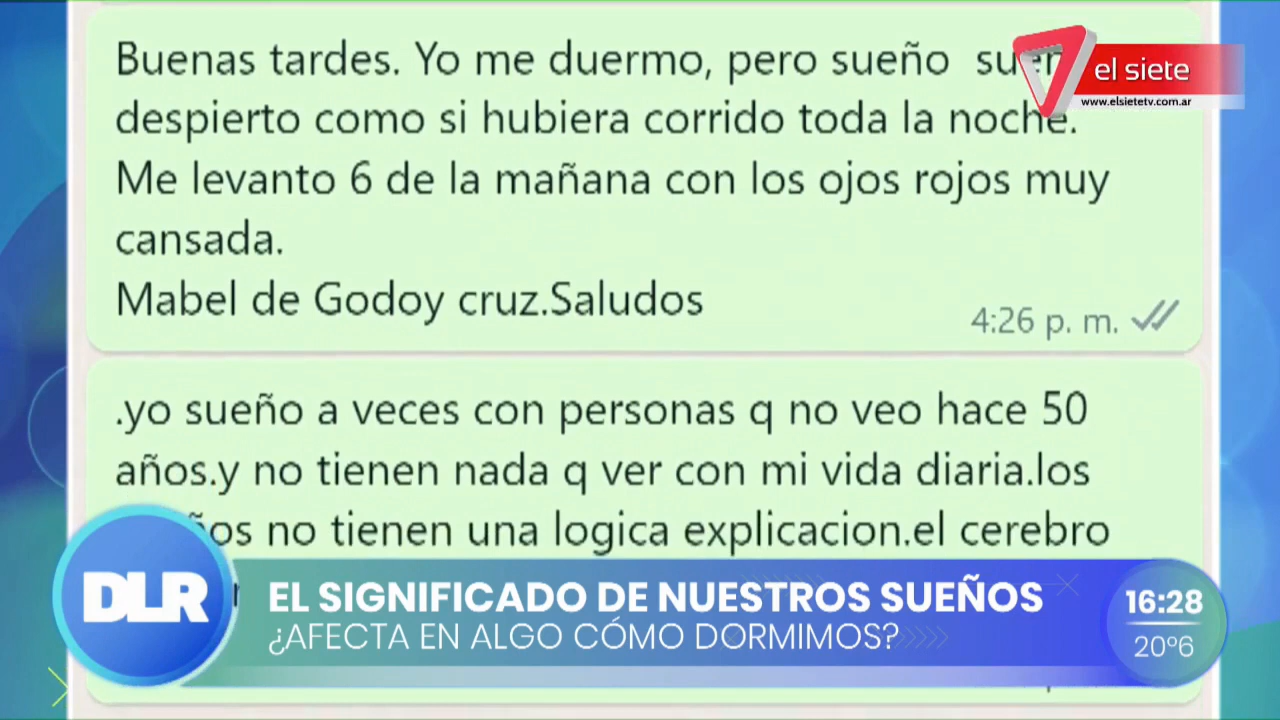 Buenas tardes. Yo me duermo, pero sueño
despierto como si hubiera corrido toda la noche.
Me levanto 6 de la mañana con los ojos rojos muy
cansada.
Mabel de Godoy cruz.Saludos
4:26 p. m.
.yo sueño a veces con personas q no veo hace 50
años.y no tienen nada q ver con mi vida diaria.los
no tienen una logica explicacion.el cerebro
el siete
www.elsietetv.com.ar
DLR
EL SIGNIFICADO DE NUESTROS SUEÑOS
¿AFECTA EN ALGO CÓMO DORMIMOS?
16:28
20º6